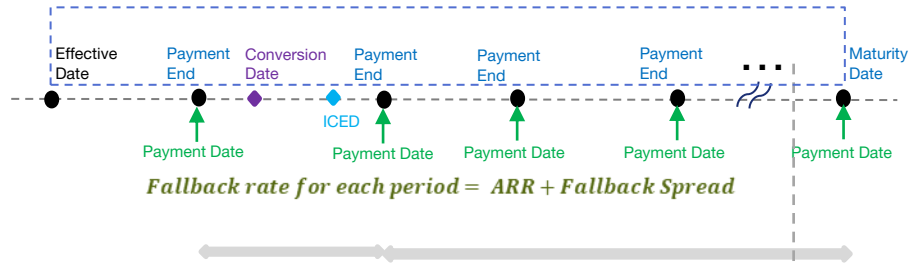 Effective Date
Payment End
Conversion Date
Payment End
Payment End
Payment End
...
Maturity Date
ICED
Payment Date
Payment Date
Payment Date
Payment Date
Payment Date
Fallback rate for each period = ARR + Fallback Spread